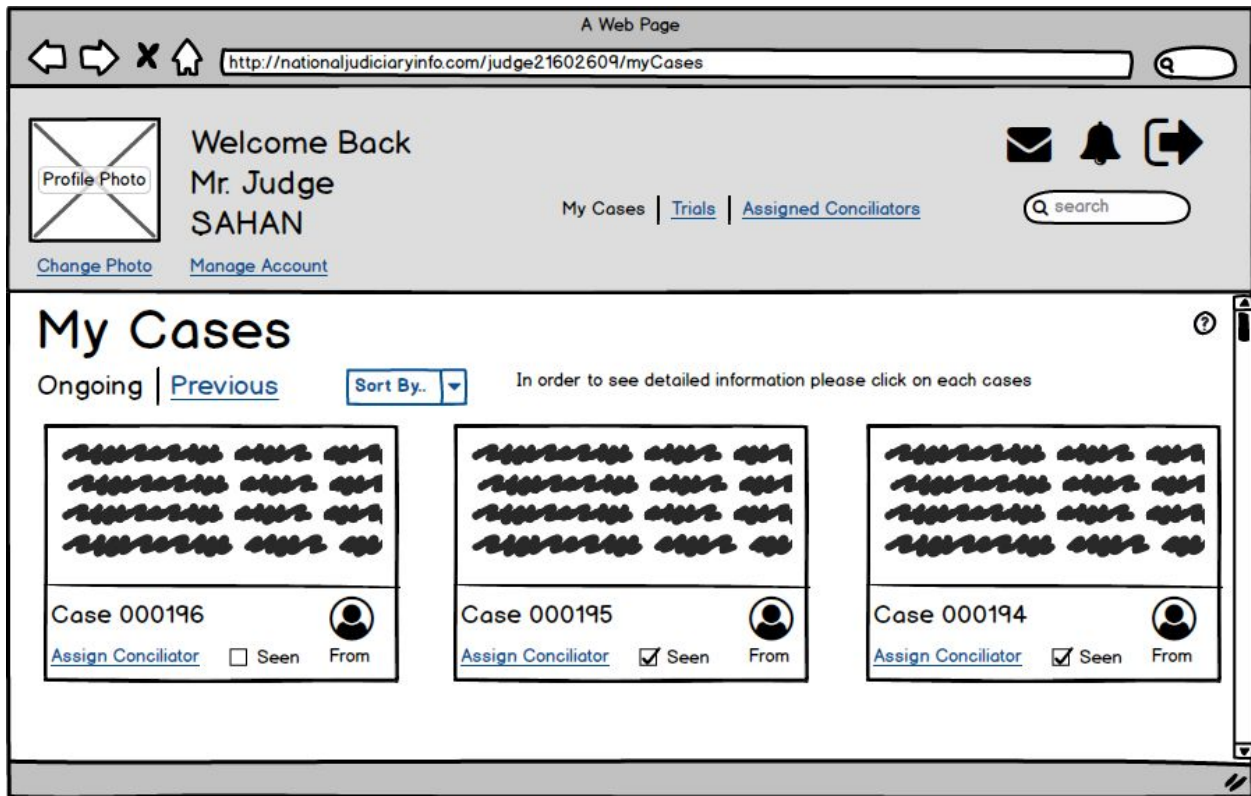 A Web Page
http://nationaljudiciaryinfo.com/judge21602609/myCases
Profile Photo
Welcome Back
Mr. Judge
SAHAN
My Cases | Trials | Assigned Conciliators
search
Change Photo
Manage Account
My Cases
Ongoing | Previous
Sort By..
In order to see detailed information please click on each cases
Case 000196
Assign Conciliator
Seen
From
Case 000195
Assign Conciliator
Seen
From
Case 000194
Assign Conciliator
Seen
From